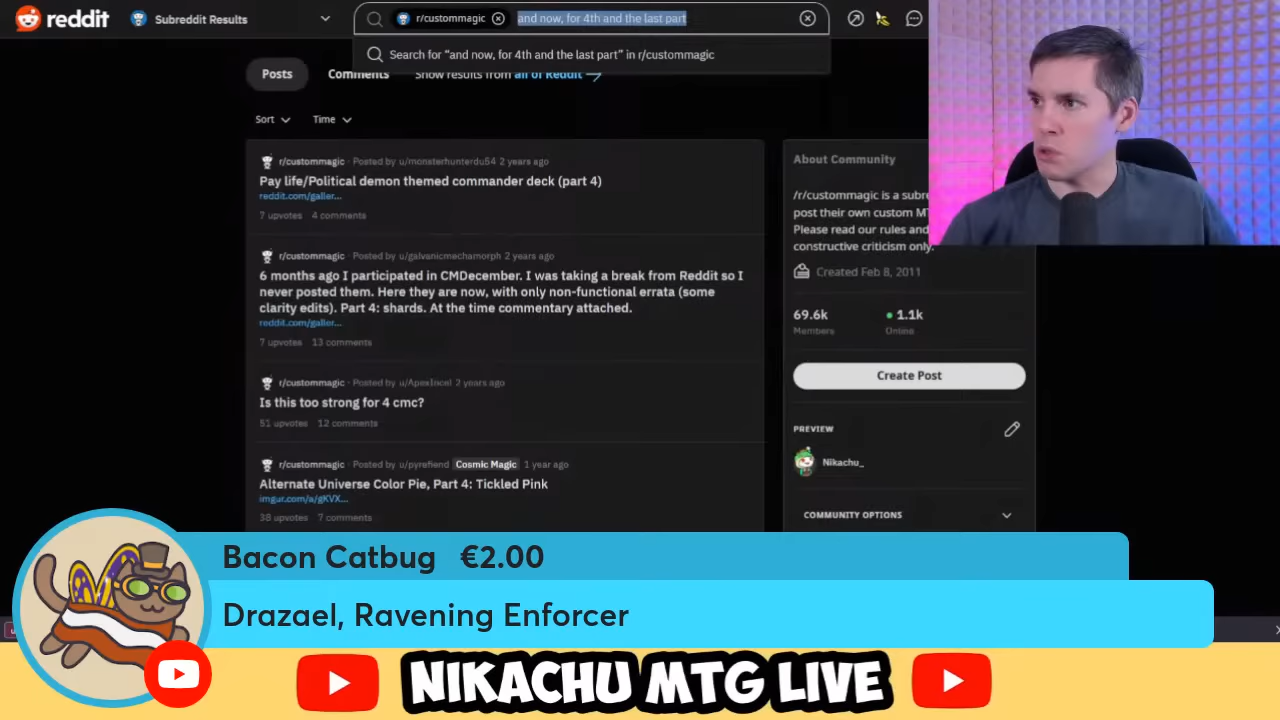 reddit
Subreddit Results
r/custommagic
and now, for 4th and the last part
Search for “and now, for 4th and the last part” in r/custommagic
Posts
Comments
Show results from all of Reddit
Sort
Time
r/custommagic · Posted by u/monsterhunterdu54 2 years ago
Pay life/Political demon themed commander deck (part 4)
reddit.com/galler...
7 upvotes 4 comments
r/custommagic · Posted by u/galvanicmechamorph 2 years ago
6 months ago I participated in CMDecember. I was taking a break from Reddit so I
never posted them. Here they are now, with only non-functional errata (some
clarity edits). Part 4: shards. At the time commentary attached.
reddit.com/galler...
7 upvotes 13 comments
r/custommagic · Posted by u/ApexIncel 2 years ago
Is this too strong for 4 cmc?
51 upvotes 12 comments
r/custommagic · Posted by u/pyrefiend Cosmic Magic 1 year ago
Alternate Universe Color Pie, Part 4: Tickled Pink
imgur.com/a/gKVX...
38 upvotes 7 comments
About Community
/r/custommagic is a subre
post their own custom MT
Please read our rules and
constructive criticism only.
Created Feb 8, 2011
69.6k
1.1k
Members
Online
Create Post
PREVIEW
Nikachu_
COMMUNITY OPTIONS
Bacon Catbug €2.00
Drazael, Ravening Enforcer
NIKACHU MTG LIVE